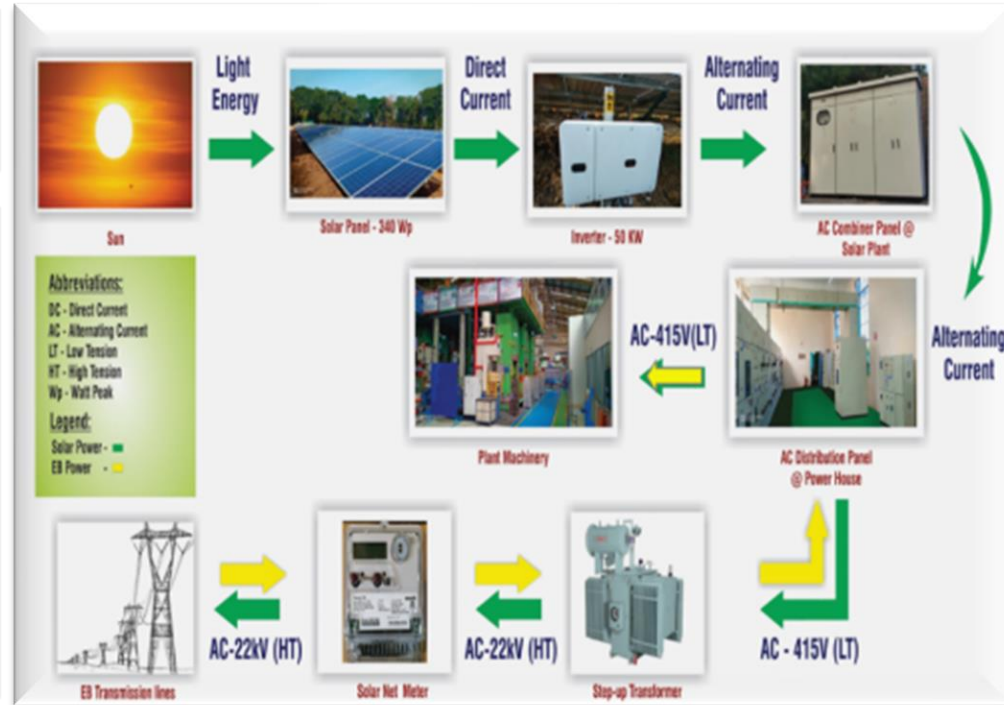 Light
Energy
Direct
Current
Alternating
Current
Sun
Solar Panel - 340 Wp
Inverter - 50 KW
AC Combiner Panel @
Solar Plant
Abbreviations:
DC - Direct Current
AC - Alternating Current
LT - Low Tension
HT - High Tension
Wp - Watt Peak
Legend:
Solar Power -
EB Power -
AC-415V(LT)
Alternating
Current
Plant Machinery
AC Distribution Panel
@ Power House
AC-22kV (HT)
AC-22kV (HT)
AC - 415V (LT)
EB Transmission lines
Solar Net Meter
Step-up Transformer